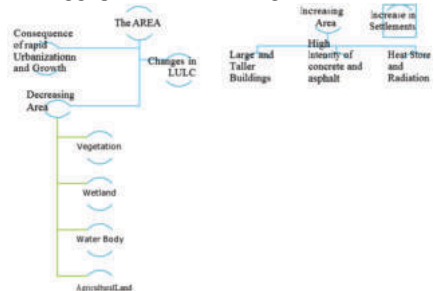 The AREA
Consequence
of rapid
Urbanizationn
and Growth
Changes in
LULC
Decreasing
Area
Vegetation
Wetland
Water Body
AgriculturlLand
Increasing
Area
Increase in
Settlements
Large and
Taller
Buildings
High
Intensity of
concrete and
asphalt
Heat Store
and
Radiation